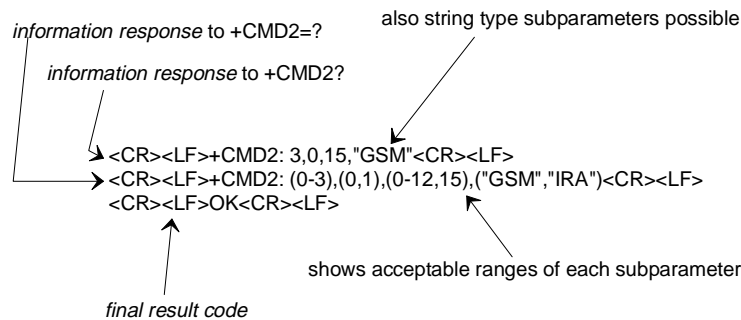 also string type subparameters possible
information response to +CMD2=?
information response to +CMD2?
<CR><LF>+CMD2: 3,0,15,"GSM"<CR><LF>
<CR><LF>+CMD2: (0-3),(0,1),(0-12,15),("GSM","IRA")<CR><LF>
<CR><LF>OK<CR><LF>
shows acceptable ranges of each subparameter
final result code